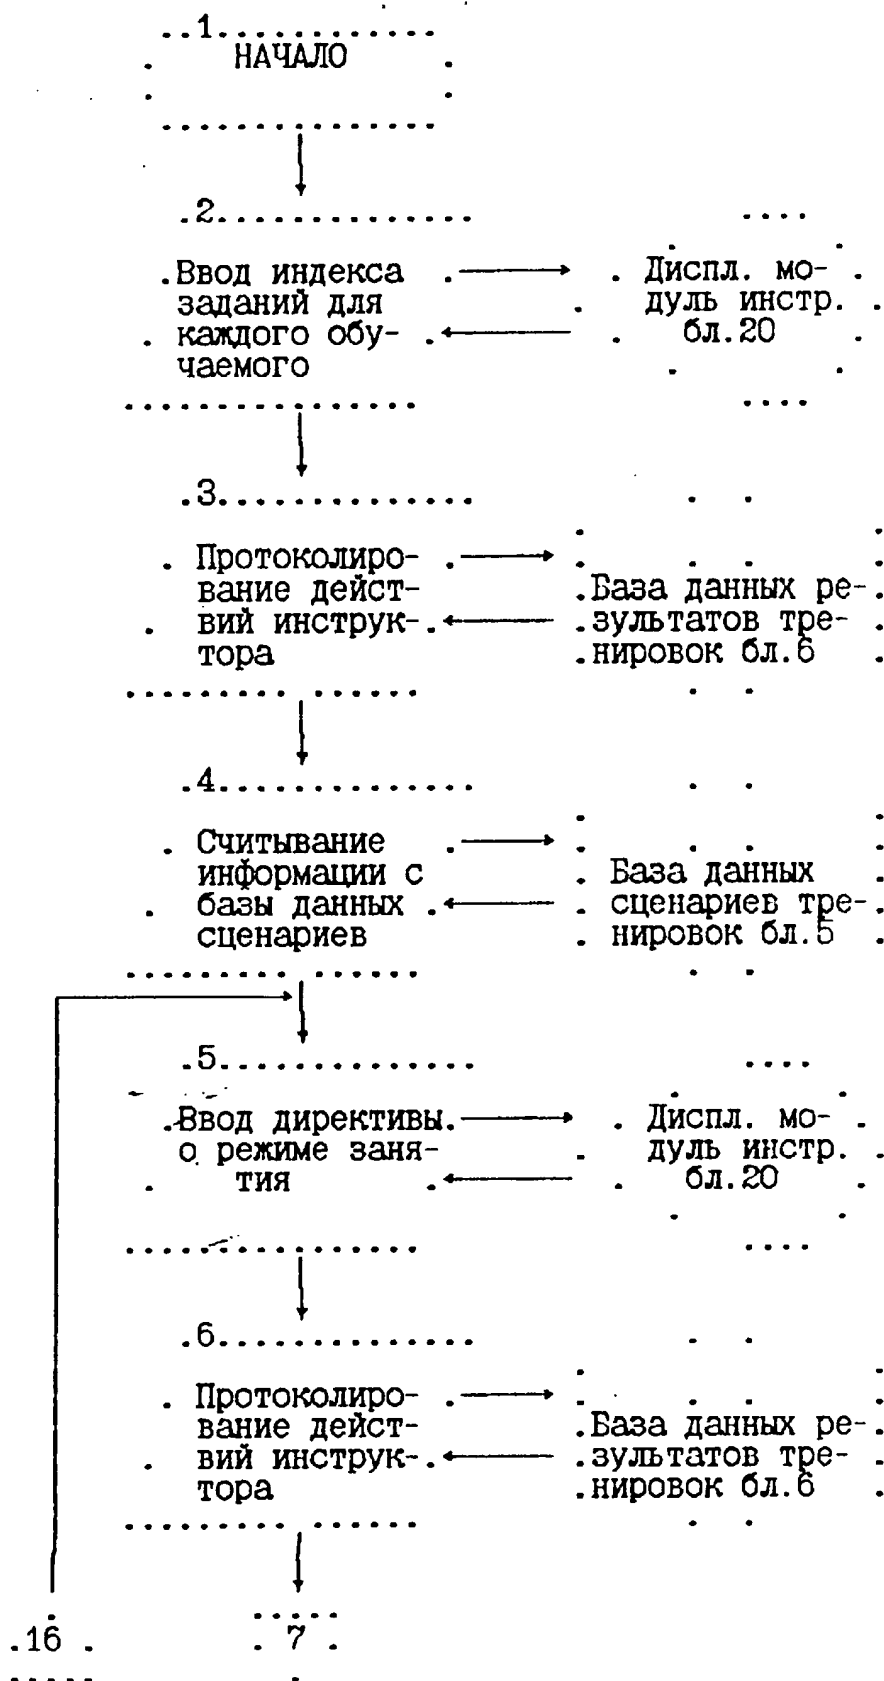 1
НАЧАЛО
2
Ввод индекса
заданий для
каждого обу-
чаемого
Диспл. мо-
дуль инстр.
бл.20
3
Протоколиро-
вание дейст-
вий инструк-
тора
База данных ре-
зультатов тре-
нировок бл.6
4
Считывание
информации с
базы данных
сценариев
База данных
сценариев тре-
нировок бл.5
5
Ввод директивы
о режиме заня-
тия
Диспл. мо-
дуль инстр.
бл.20
6
Протоколиро-
вание дейст-
вий инструк-
тора
База данных ре-
зультатов тре-
нировок бл.6
16
7